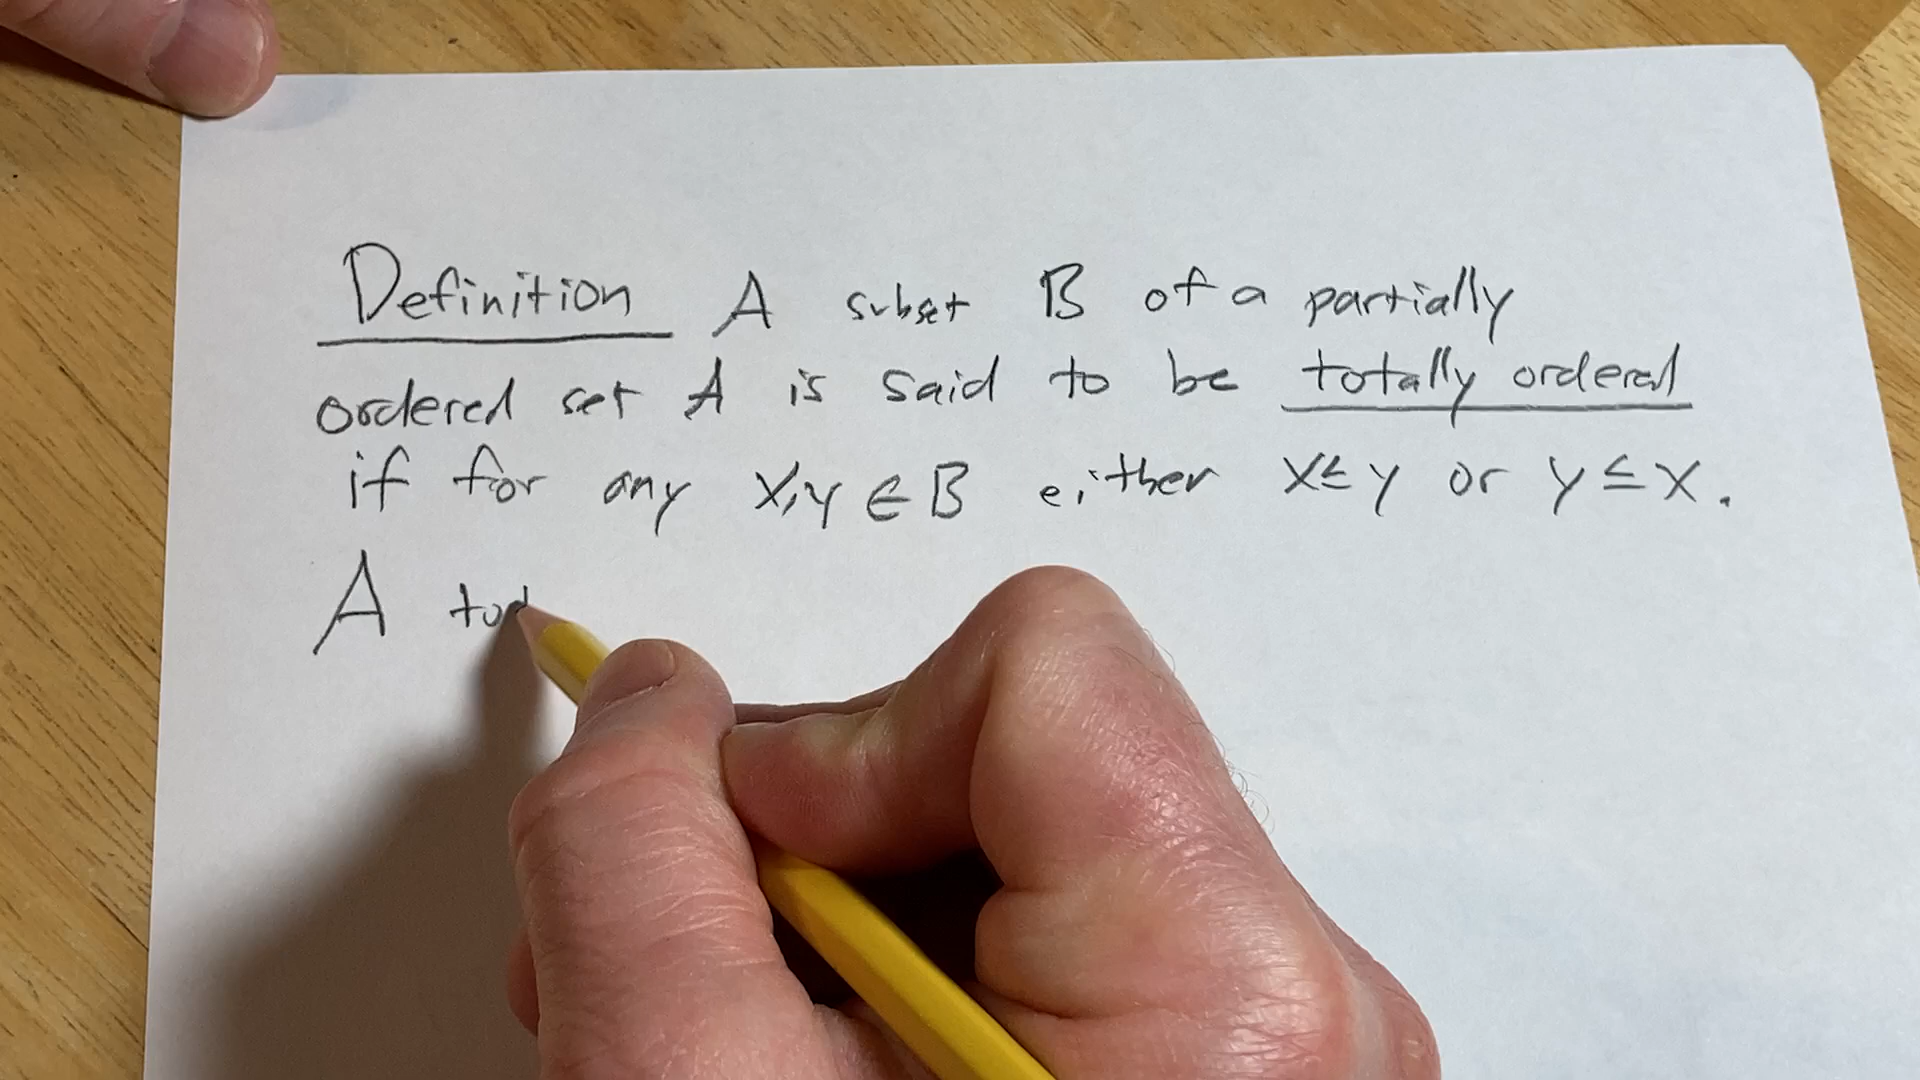 Definition A subset B of a partially
ordered set A is said to be totally ordered
if for any x,y ∈ B either x ≤ y or y ≤ x.
A